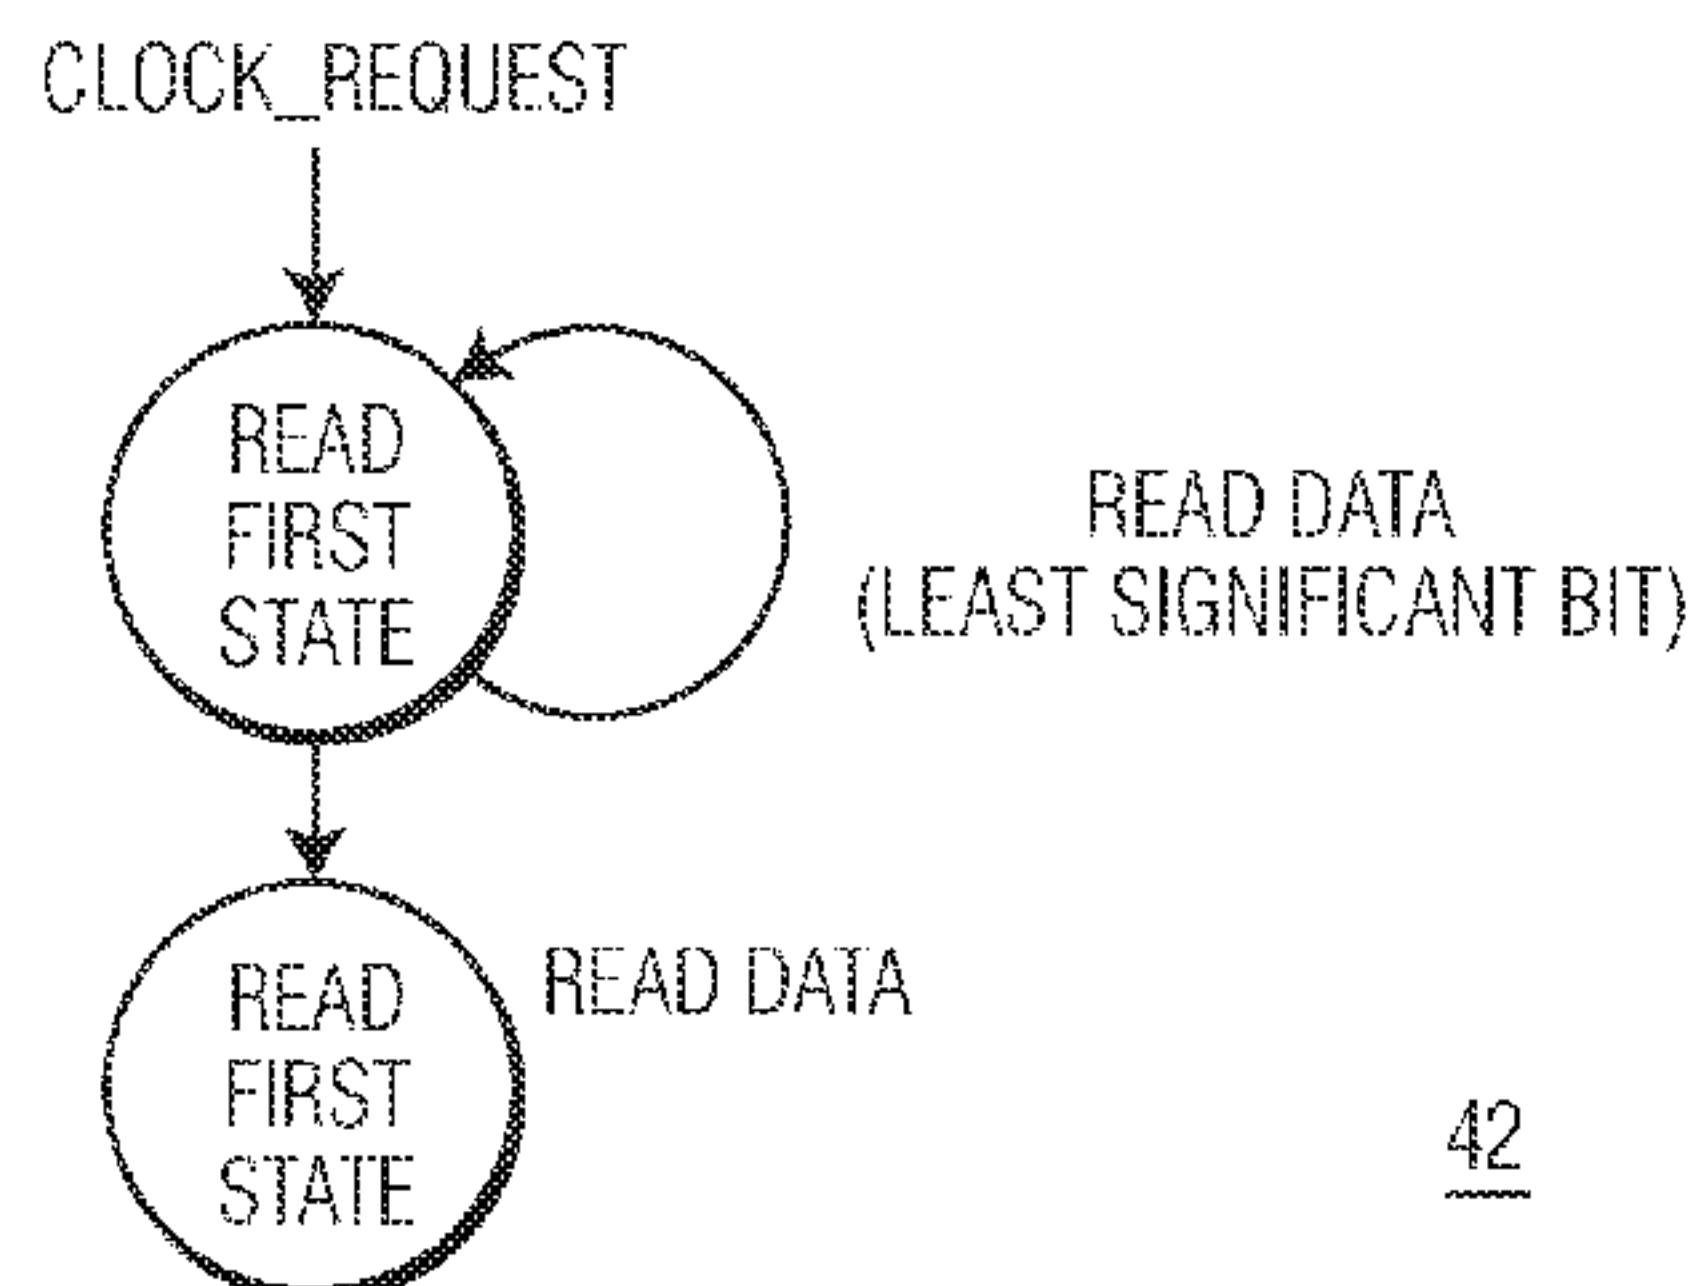 CLOCK_REQUEST
READ
FIRST
STATE
READ DATA
(LEAST SIGNIFICANT BIT)
READ
FIRST
STATE
READ DATA
42